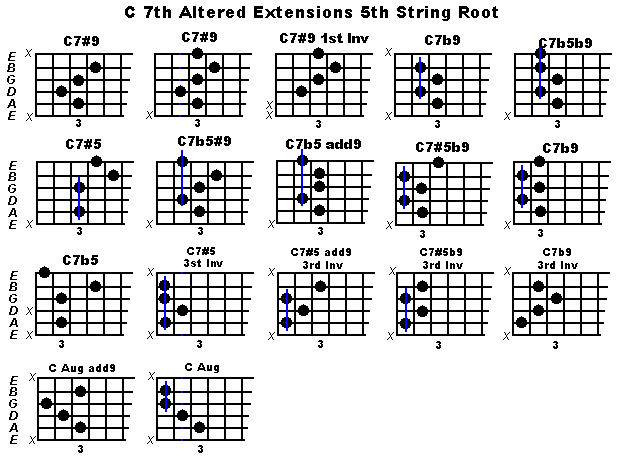 C 7th Altered Extensions 5th String Root
C7#9 C7#9 C7#9 1st Inv C7b9 C7b5b9
X X
E
B
G
D
A
E
X X X X X X
3 3 3 3 3
C7#5 C7b5#9 C7b5 add9 C7#5b9 C7b9
E
B
G
D
A
E
X X X X X
3 3 3 3 3
C7b5 C7#5 C7#5 add9 C7#5b9 C7b9
3st Inv 3rd Inv 3rd Inv 3rd Inv
X X X X
E
B
G
D X
A
E
X X X X X
3 3 3 3 3
C Aug add9 C Aug
X X
E
B
G
D
A
E
X X
3 3